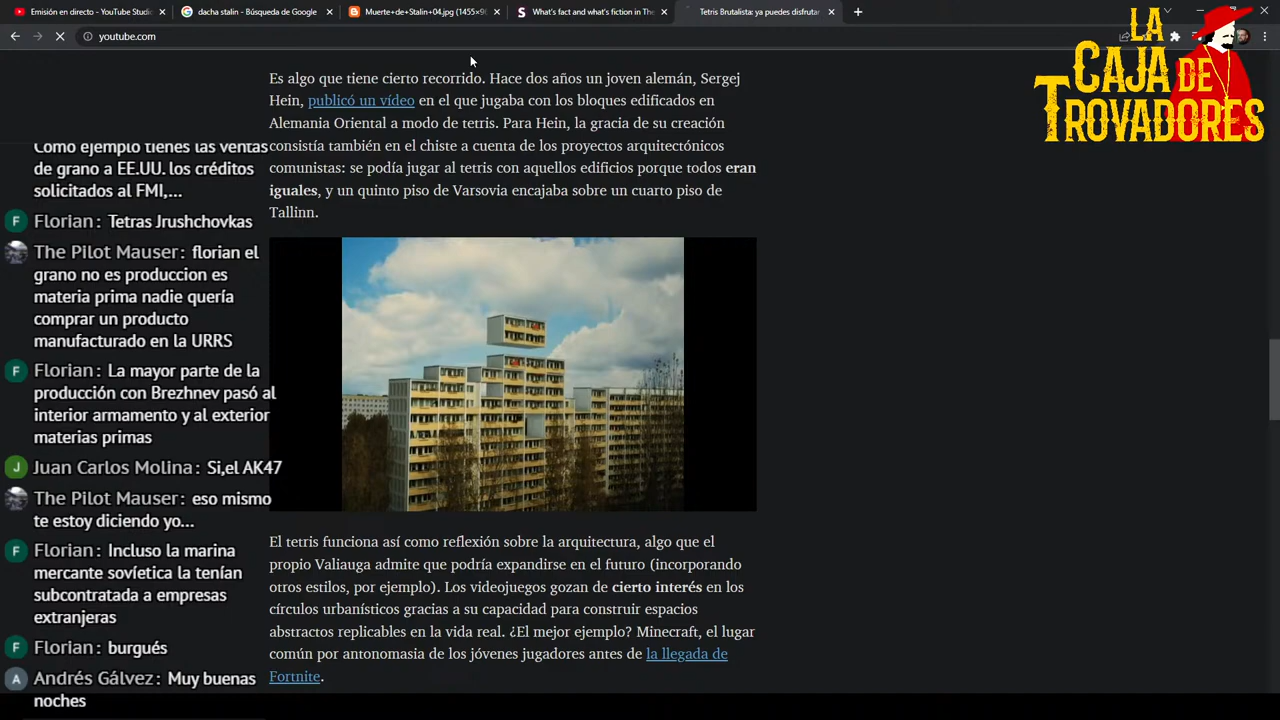 Emisión en directo - YouTube Studio
dacha stalin - Búsqueda de Google
Muerte+de+Stalin+04.jpg (1455×9
What's fact and what's fiction in The
Tetris Brutalista: ya puedes disfruta
youtube.com
LA
CAJA DE
TROVADORES
Es algo que tiene cierto recorrido. Hace dos años un joven alemán, Sergej
Hein, publicó un vídeo en el que jugaba con los bloques edificados en
Alemania Oriental a modo de tetris. Para Hein, la gracia de su creación
consistía también en el chiste a cuenta de los proyectos arquitectónicos
comunistas: se podía jugar al tetris con aquellos edificios porque todos eran
iguales, y un quinto piso de Varsovia encajaba sobre un cuarto piso de
Tallinn.
El tetris funciona así como reflexión sobre la arquitectura, algo que el
propio Valiauga admite que podría expandirse en el futuro (incorporando
otros estilos, por ejemplo). Los videojuegos gozan de cierto interés en los
círculos urbanísticos gracias a su capacidad para construir espacios
abstractos replicables en la vida real. ¿El mejor ejemplo? Minecraft, el lugar
común por antonomasia de los jóvenes jugadores antes de la llegada de
Fortnite.
Como ejemplo tienes las ventas
de grano a EE.UU. los créditos
solicitados al FMI,...
F Florian: Tetras Jrushchovkas
The Pilot Mauser: florian el
grano no es produccion es
materia prima nadie quería
comprar un producto
manufacturado en la URRS
F Florian: La mayor parte de la
producción con Brezhnev pasó al
interior armamento y al exterior
materias primas
J Juan Carlos Molina: Si,el AK47
The Pilot Mauser: eso mismo
te estoy diciendo yo...
F Florian: Incluso la marina
mercante sovíetica la tenían
subcontratada a empresas
extranjeras
F Florian: burgués
A Andrés Gálvez: Muy buenas
noches